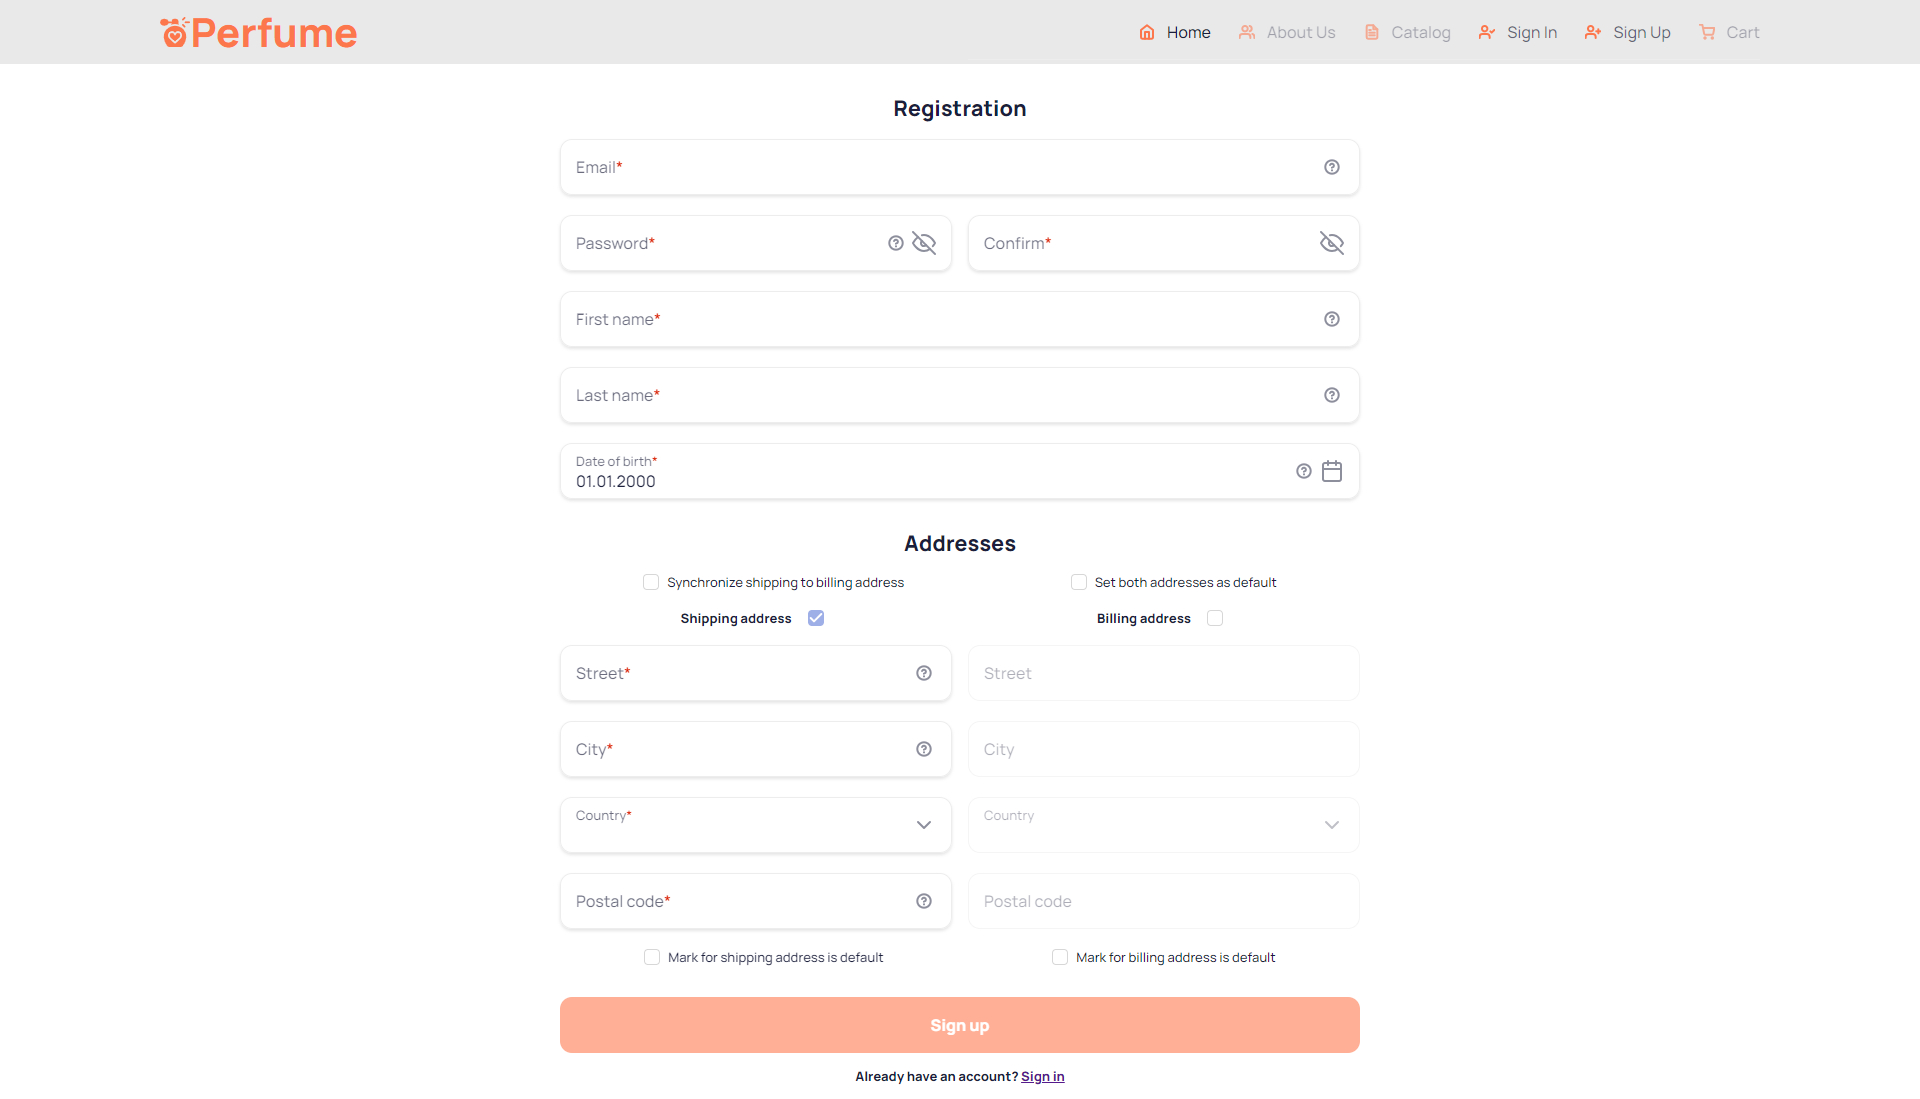 Perfume
Home About Us Catalog Sign In Sign Up Cart
Registration
Email*
Password* Confirm*
First name*
Last name*
Date of birth*
01.01.2000
Addresses
Synchronize shipping to billing address Set both addresses as default
Shipping address Billing address
Street* Street
City* City
Country* Country
Postal code* Postal code
Mark for shipping address is default Mark for billing address is default
Sign up
Already have an account? Sign in